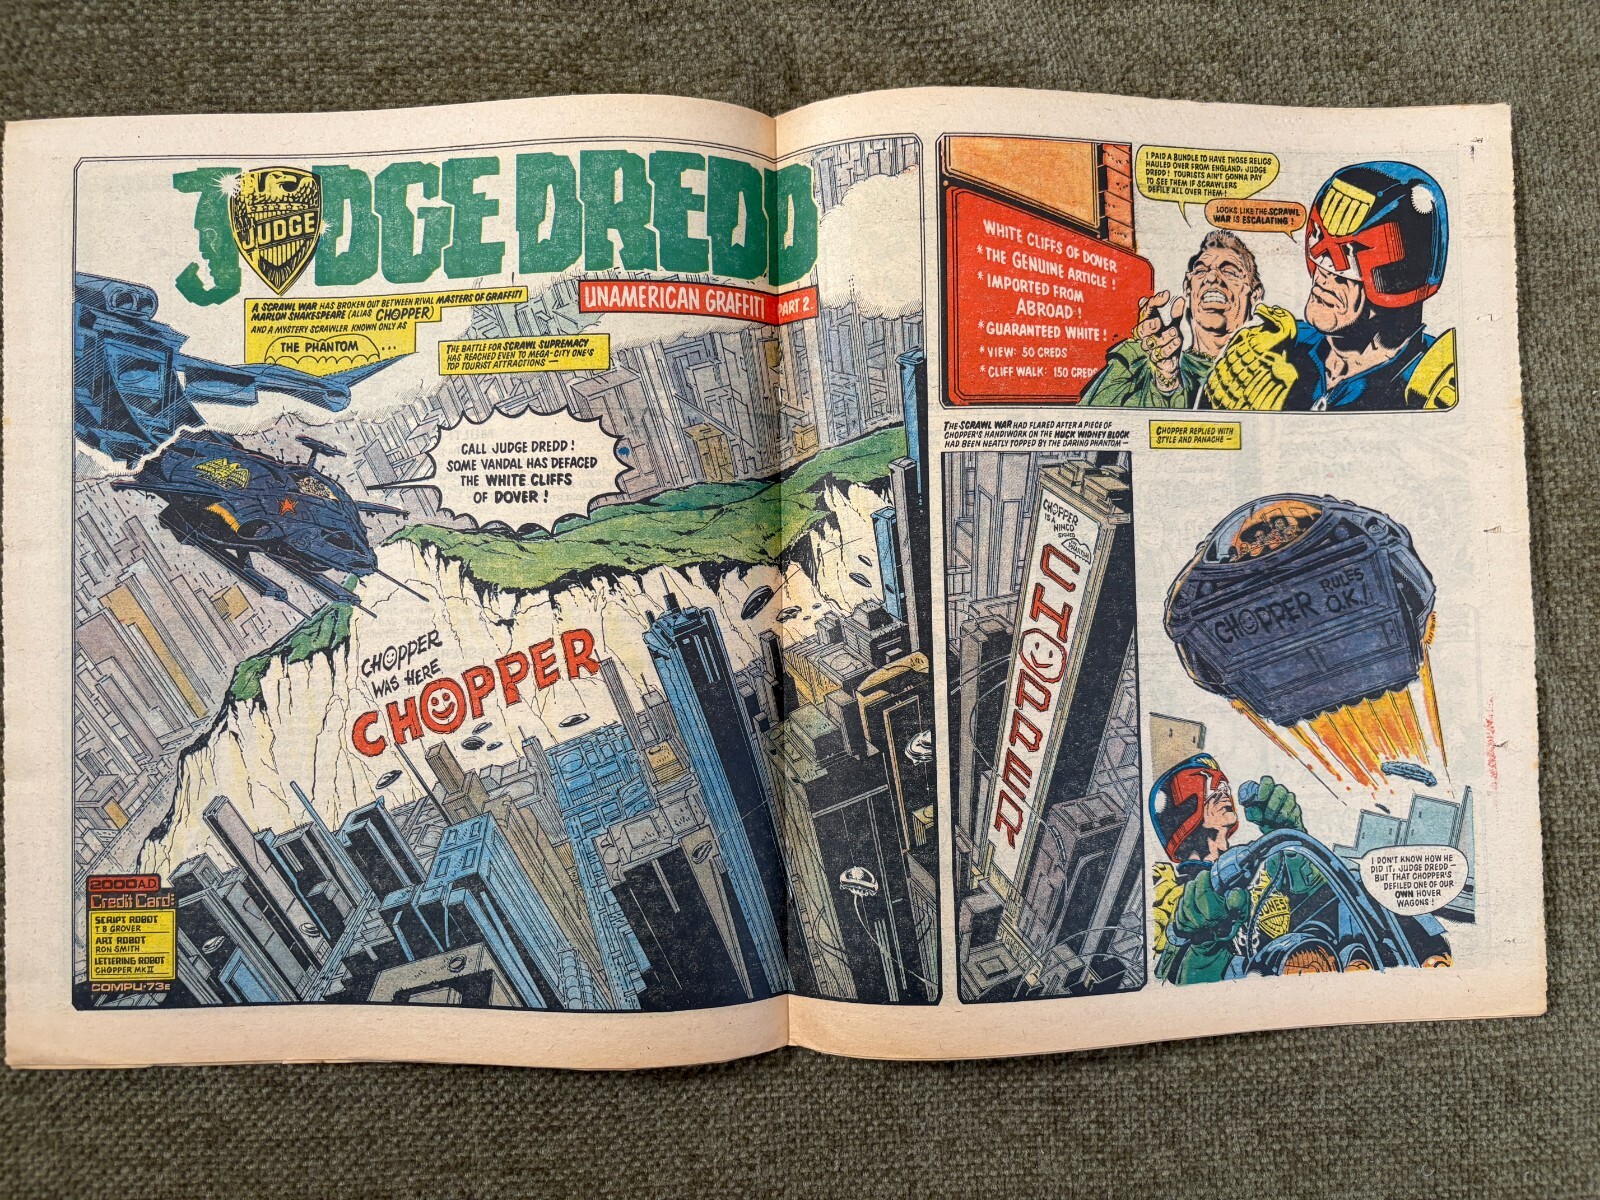 JUDGE DREDD
JUDGE
UNAMERICAN GRAFFITI PART 2.
A SCRAWL WAR HAS BROKEN OUT BETWEEN RIVAL MASTERS OF GRAFFITI
MARLON SHAKESPEARE (ALIAS CHOPPER)
AND A MYSTERY SCRAWLER KNOWN ONLY AS
THE PHANTOM ...
THE BATTLE FOR SCRAWL SUPREMACY
HAS REACHED EVEN TO MEGA-CITY ONE'S
TOP TOURIST ATTRACTIONS —
CALL JUDGE DREDD!
SOME VANDAL HAS DEFACED
THE WHITE CLIFFS
OF DOVER!
CHOPPER
WAS HERE
CHOPPER
2000 A.D.
Credit Card:
SCRIPT ROBOT
T B GROVER
ART ROBOT
RON SMITH
LETTERING ROBOT
CHOPPER MK II
COMPU·73E
I PAID A BUNDLE TO HAVE THOSE RELICS
HAULED OVER FROM ENGLAND, JUDGE
DREDD! TOURISTS AIN'T GONNA PAY
TO SEE THEM IF SCRAWLERS
DEFILE ALL OVER THEM!
LOOKS LIKE THE SCRAWL
WAR IS ESCALATING!
WHITE CLIFFS OF DOVER
* THE GENUINE ARTICLE!
* IMPORTED FROM
ABROAD!
* GUARANTEED WHITE!
* VIEW: 50 CREDS
* CLIFF WALK: 150 CREDS
THE SCRAWL WAR HAD FLARED AFTER A PIECE OF
CHOPPER'S HANDIWORK ON THE HUCK WIDNEY BLOCK
HAD BEEN NEATLY TOPPED BY THE DARING PHANTOM—
CHOPPER
IS A
NINCO
SIGNED
THE
PHANTOM
CHOPPER REPLIED WITH
STYLE AND PANACHE —
CHOPPER RULES
O.K.!
I DON'T KNOW HOW HE
DID IT, JUDGE DREDD —
BUT THAT CHOPPER'S
DEFILED ONE OF OUR
OWN HOVER
WAGONS!
JONES